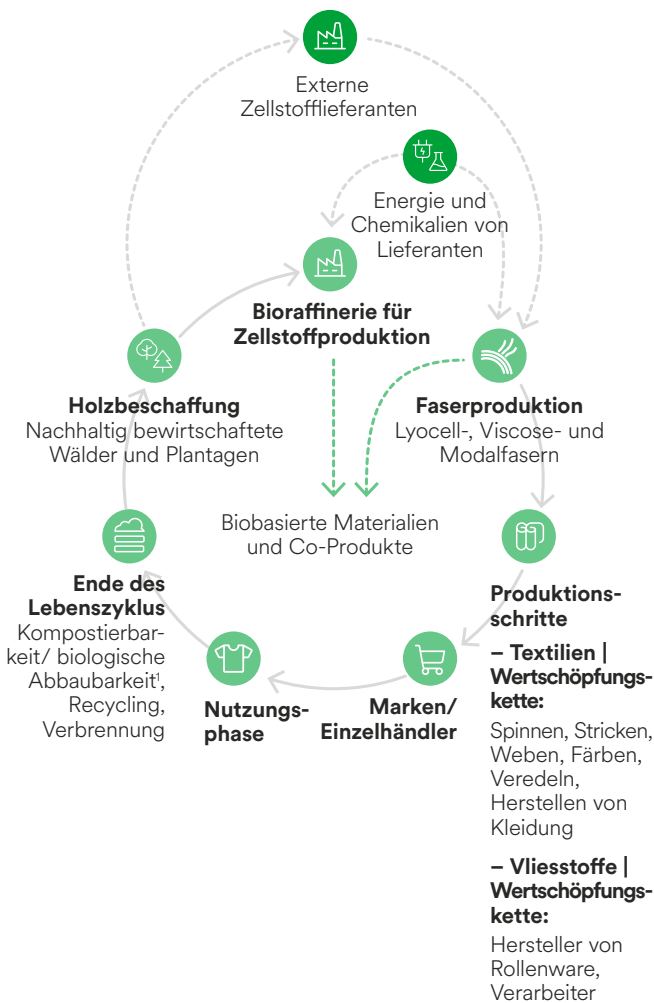 Externe
Zellstofflieferanten
Energie und
Chemikalien von
Lieferanten
Bioraffinerie für
Zellstoffproduktion
Holzbeschaffung
Nachhaltig bewirtschaftete
Wälder und Plantagen
Faserproduktion
Lyocell-, Viscose- und
Modalfasern
Biobasierte Materialien
und Co-Produkte
Ende des
Lebenszyklus
Kompostierbar-
keit/ biologische
Abbaubarkeit¹,
Recycling,
Verbrennung
Nutzungs-
phase
Marken/
Einzelhändler
Produktions-
schritte
– Textilien |
Wertschöpfungs-
kette:
Spinnen, Stricken,
Weben, Färben,
Veredeln,
Herstellen von
Kleidung
– Vliesstoffe |
Wertschöpfungs-
kette:
Hersteller von
Rollenware,
Verarbeiter